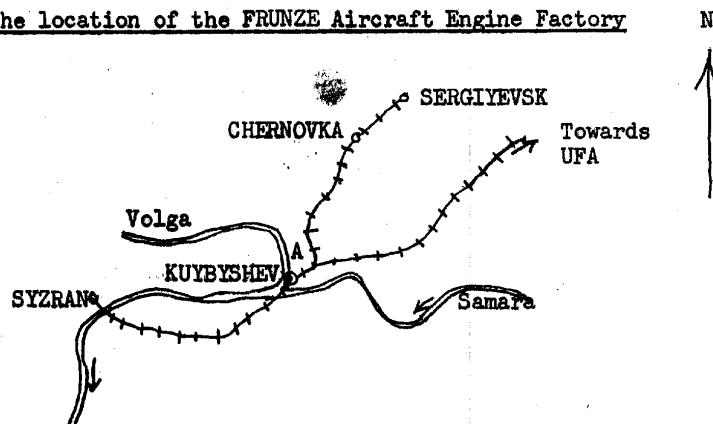 he location of the FRUNZE Aircraft Engine Factory
N
SERGIYEVSK
CHERNOVKA
Towards
UFA
Volga
A
KUYBYSHEV
SYZRAN
Samara